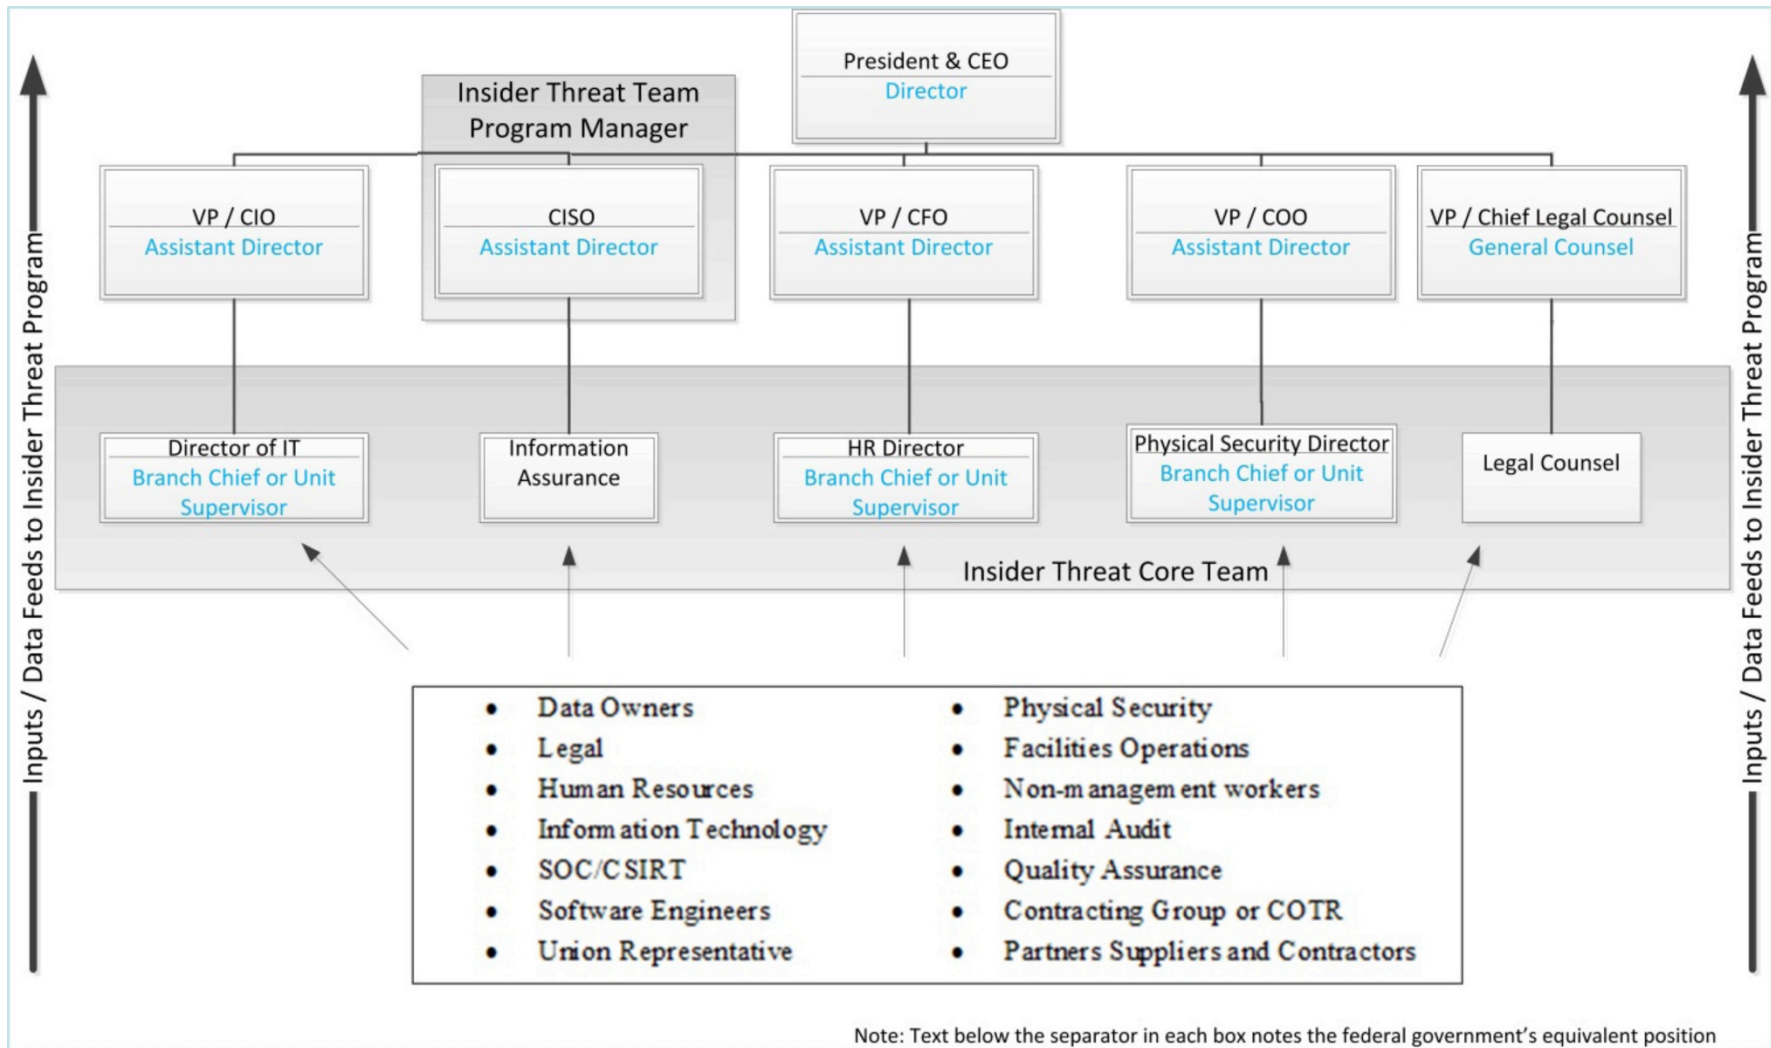 President & CEO
Director
Insider Threat Team
Program Manager
VP / CIO
Assistant Director
CISO
Assistant Director
VP / CFO
Assistant Director
VP / COO
Assistant Director
VP / Chief Legal Counsel
General Counsel
Inputs / Data Feeds to Insider Threat Program
Inputs / Data Feeds to Insider Threat Program
Director of IT
Branch Chief or Unit
Supervisor
Information
Assurance
HR Director
Branch Chief or Unit
Supervisor
Physical Security Director
Branch Chief or Unit
Supervisor
Legal Counsel
Insider Threat Core Team
• Data Owners
• Legal
• Human Resources
• Information Technology
• SOC/CSIRT
• Software Engineers
• Union Representative
• Physical Security
• Facilities Operations
• Non-management workers
• Internal Audit
• Quality Assurance
• Contracting Group or COTR
• Partners Suppliers and Contractors
Note: Text below the separator in each box notes the federal government's equivalent position